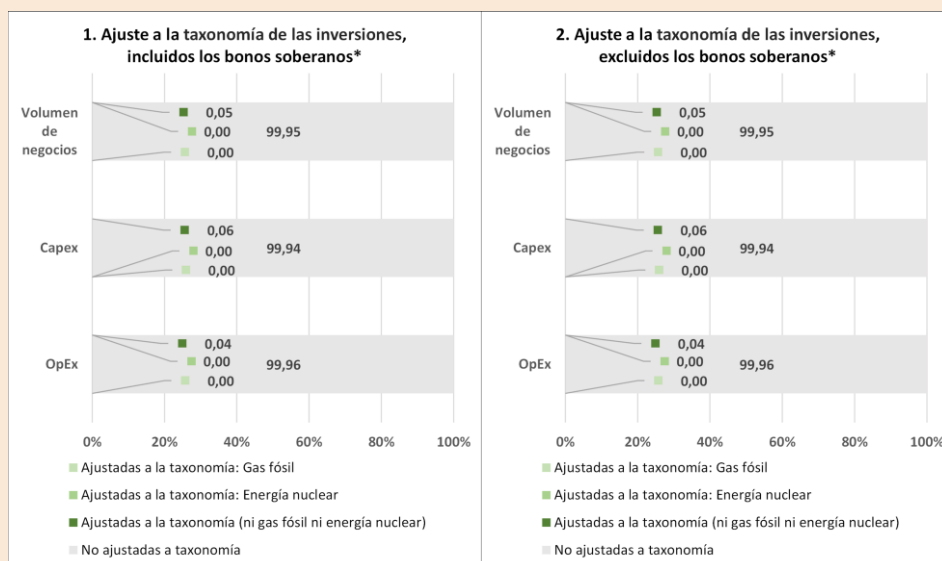 1. Ajuste a la taxonomía de las inversiones,
incluidos los bonos soberanos*
Volumen
de
negocios
0,05
0,00
0,00
99,95
Capex
0,06
0,00
0,00
99,94
OpEx
0,04
0,00
0,00
99,96
0% 20% 40% 60% 80% 100%
Ajustadas a la taxonomía: Gas fósil
Ajustadas a la taxonomía: Energía nuclear
Ajustadas a la taxonomía (ni gas fósil ni energía nuclear)
No ajustadas a taxonomía
2. Ajuste a la taxonomía de las inversiones,
excluidos los bonos soberanos*
Volumen
de
negocios
0,05
0,00
0,00
99,95
Capex
0,06
0,00
0,00
99,94
OpEx
0,04
0,00
0,00
99,96
0% 20% 40% 60% 80% 100%
Ajustadas a la taxonomía: Gas fósil
Ajustadas a la taxonomía: Energía nuclear
Ajustadas a la taxonomía (ni gas fósil ni energía nuclear)
No ajustadas a taxonomía